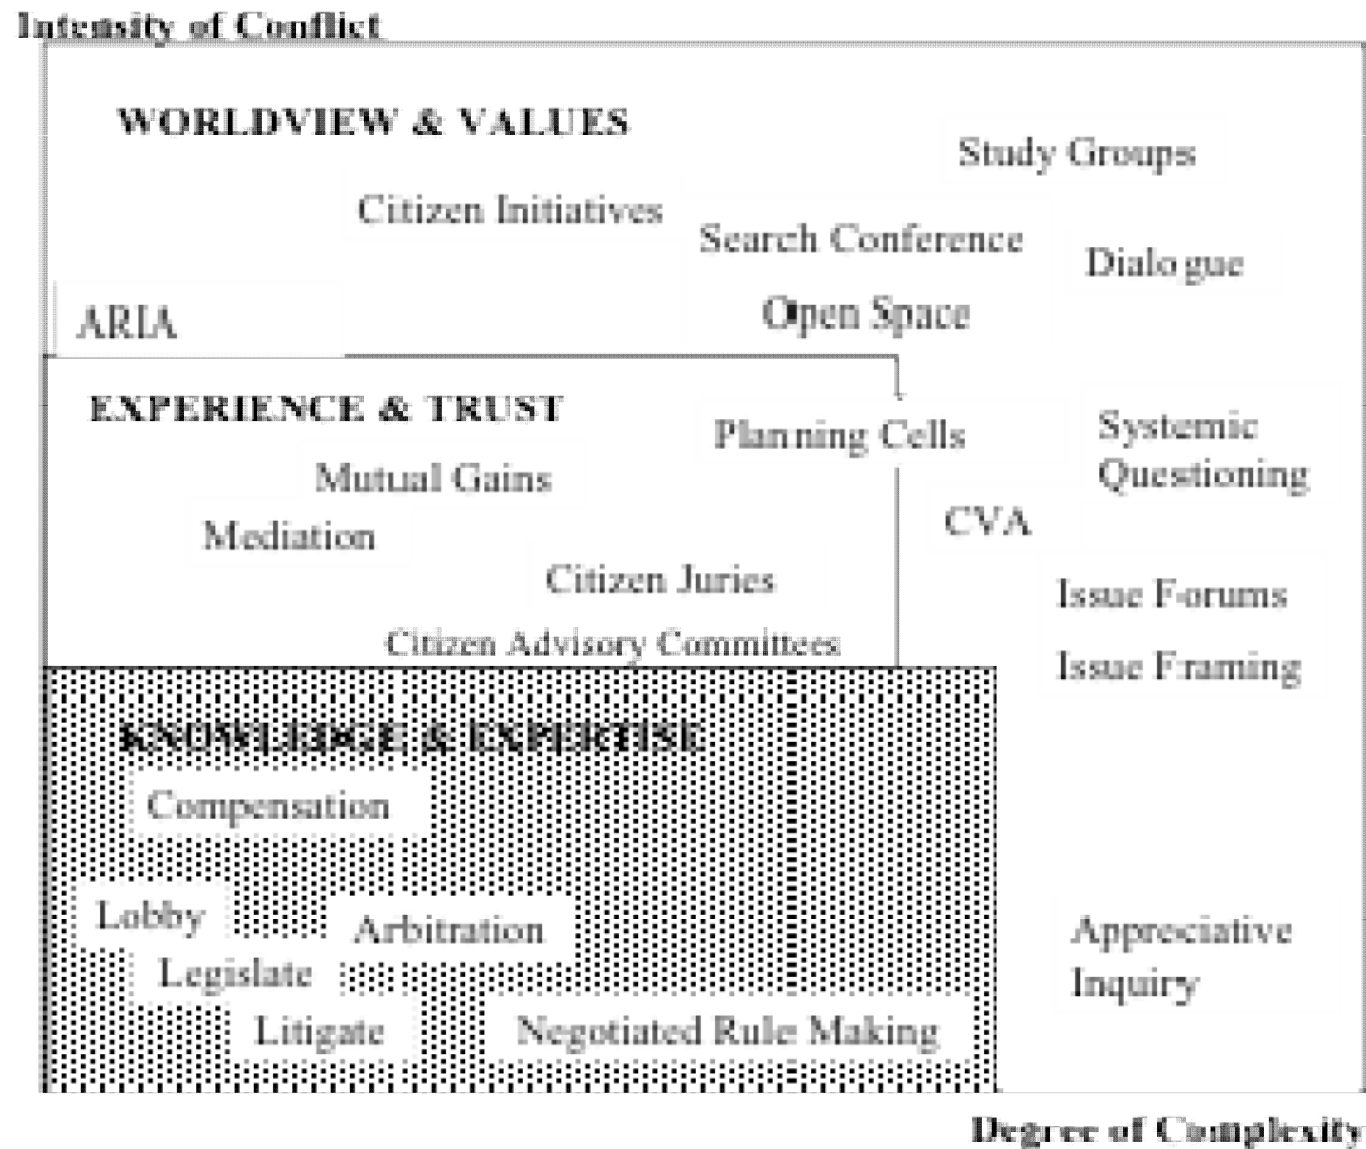 Intensity of Conflict
WORLDVIEW & VALUES
Study Groups
Citizen Initiatives
Search Conference
Dialogue
Open Space
ARIA
EXPERIENCE & TRUST
Planning Cells
Systemic
Questioning
Mutual Gains
CVA
Mediation
Citizen Juries
Issue Forums
Citizen Advisory Committees
Issue Framing
KNOWLEDGE & EXPERTISE
Compensation
Lobby
Arbitration
Appreciative
Inquiry
Legislate
Litigate
Negotiated Rule Making
Degree of Complexity